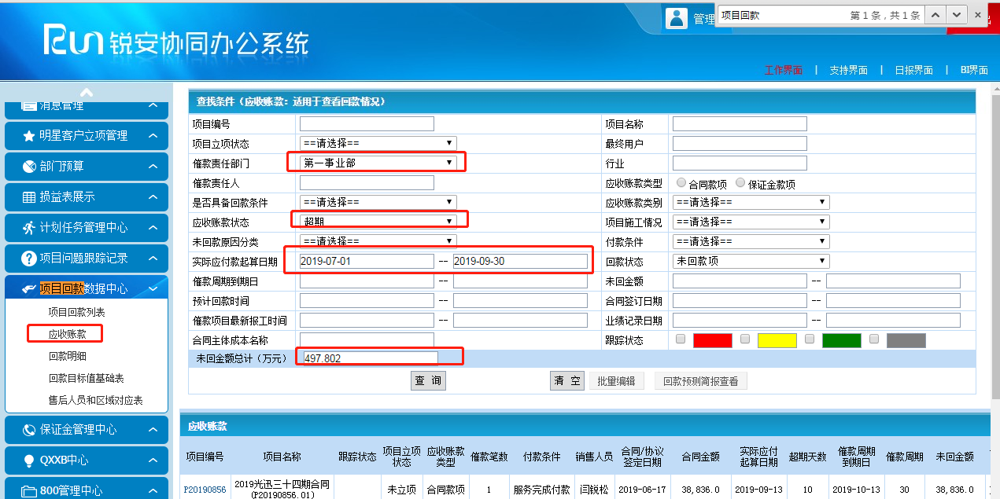 项目回款 第 1 条，共 1 条
Run 锐安协同办公系统
管理
工作界面 | 支持界面 | 日报界面 | BI界面
消息管理
明星客户立项管理
部门预算
损益表展示
计划任务管理中心
项目问题跟踪记录
项目回款数据中心
项目回款列表
应收账款
回款明细
回款目标值基础表
售后人员和区域对应表
保证金管理中心
QXXB中心
800管理中心
查找条件（应收账款：适用于查看回款情况）
项目编号 项目名称
项目立项状态 ==请选择== 最终用户
催款责任部门 第一事业部 行业
催款责任人 应收账款类型 合同款项 保证金款项
是否具备回款条件 ==请选择== 应收账款类别 ==请选择==
应收账款状态 超期 项目施工情况 ==请选择==
未回款原因分类 ==请选择== 付款条件 ==请选择==
实际应付款起算日期 2019-07-01 -- 2019-09-30 回款状态 未回款项
催款周期到期日 -- 未回金额 --
预计回款时间 -- 合同签订日期 --
催款项目最新报工时间 -- 业绩记录日期 --
合同主体成本名称 跟踪状态
未回金额总计（万元） 497.802
查 询 清 空 批量编辑 回款预测简报查看
应收账款
项目编号 项目名称 跟踪状态 项目立项状态 应收账款类型 催款笔数 付款条件 销售人员 合同/协议签定日期 合同金额 实际应付起算日期 超期天数 催款周期到期日 催款周期 未回金额
P20190856 2019光迅三十四期合同(P20190856.01) 未立项 合同款项 1 服务完成付款 闫锐松 2019-06-17 38,836.0 2019-09-13 10 2019-10-13 30 38,836.0